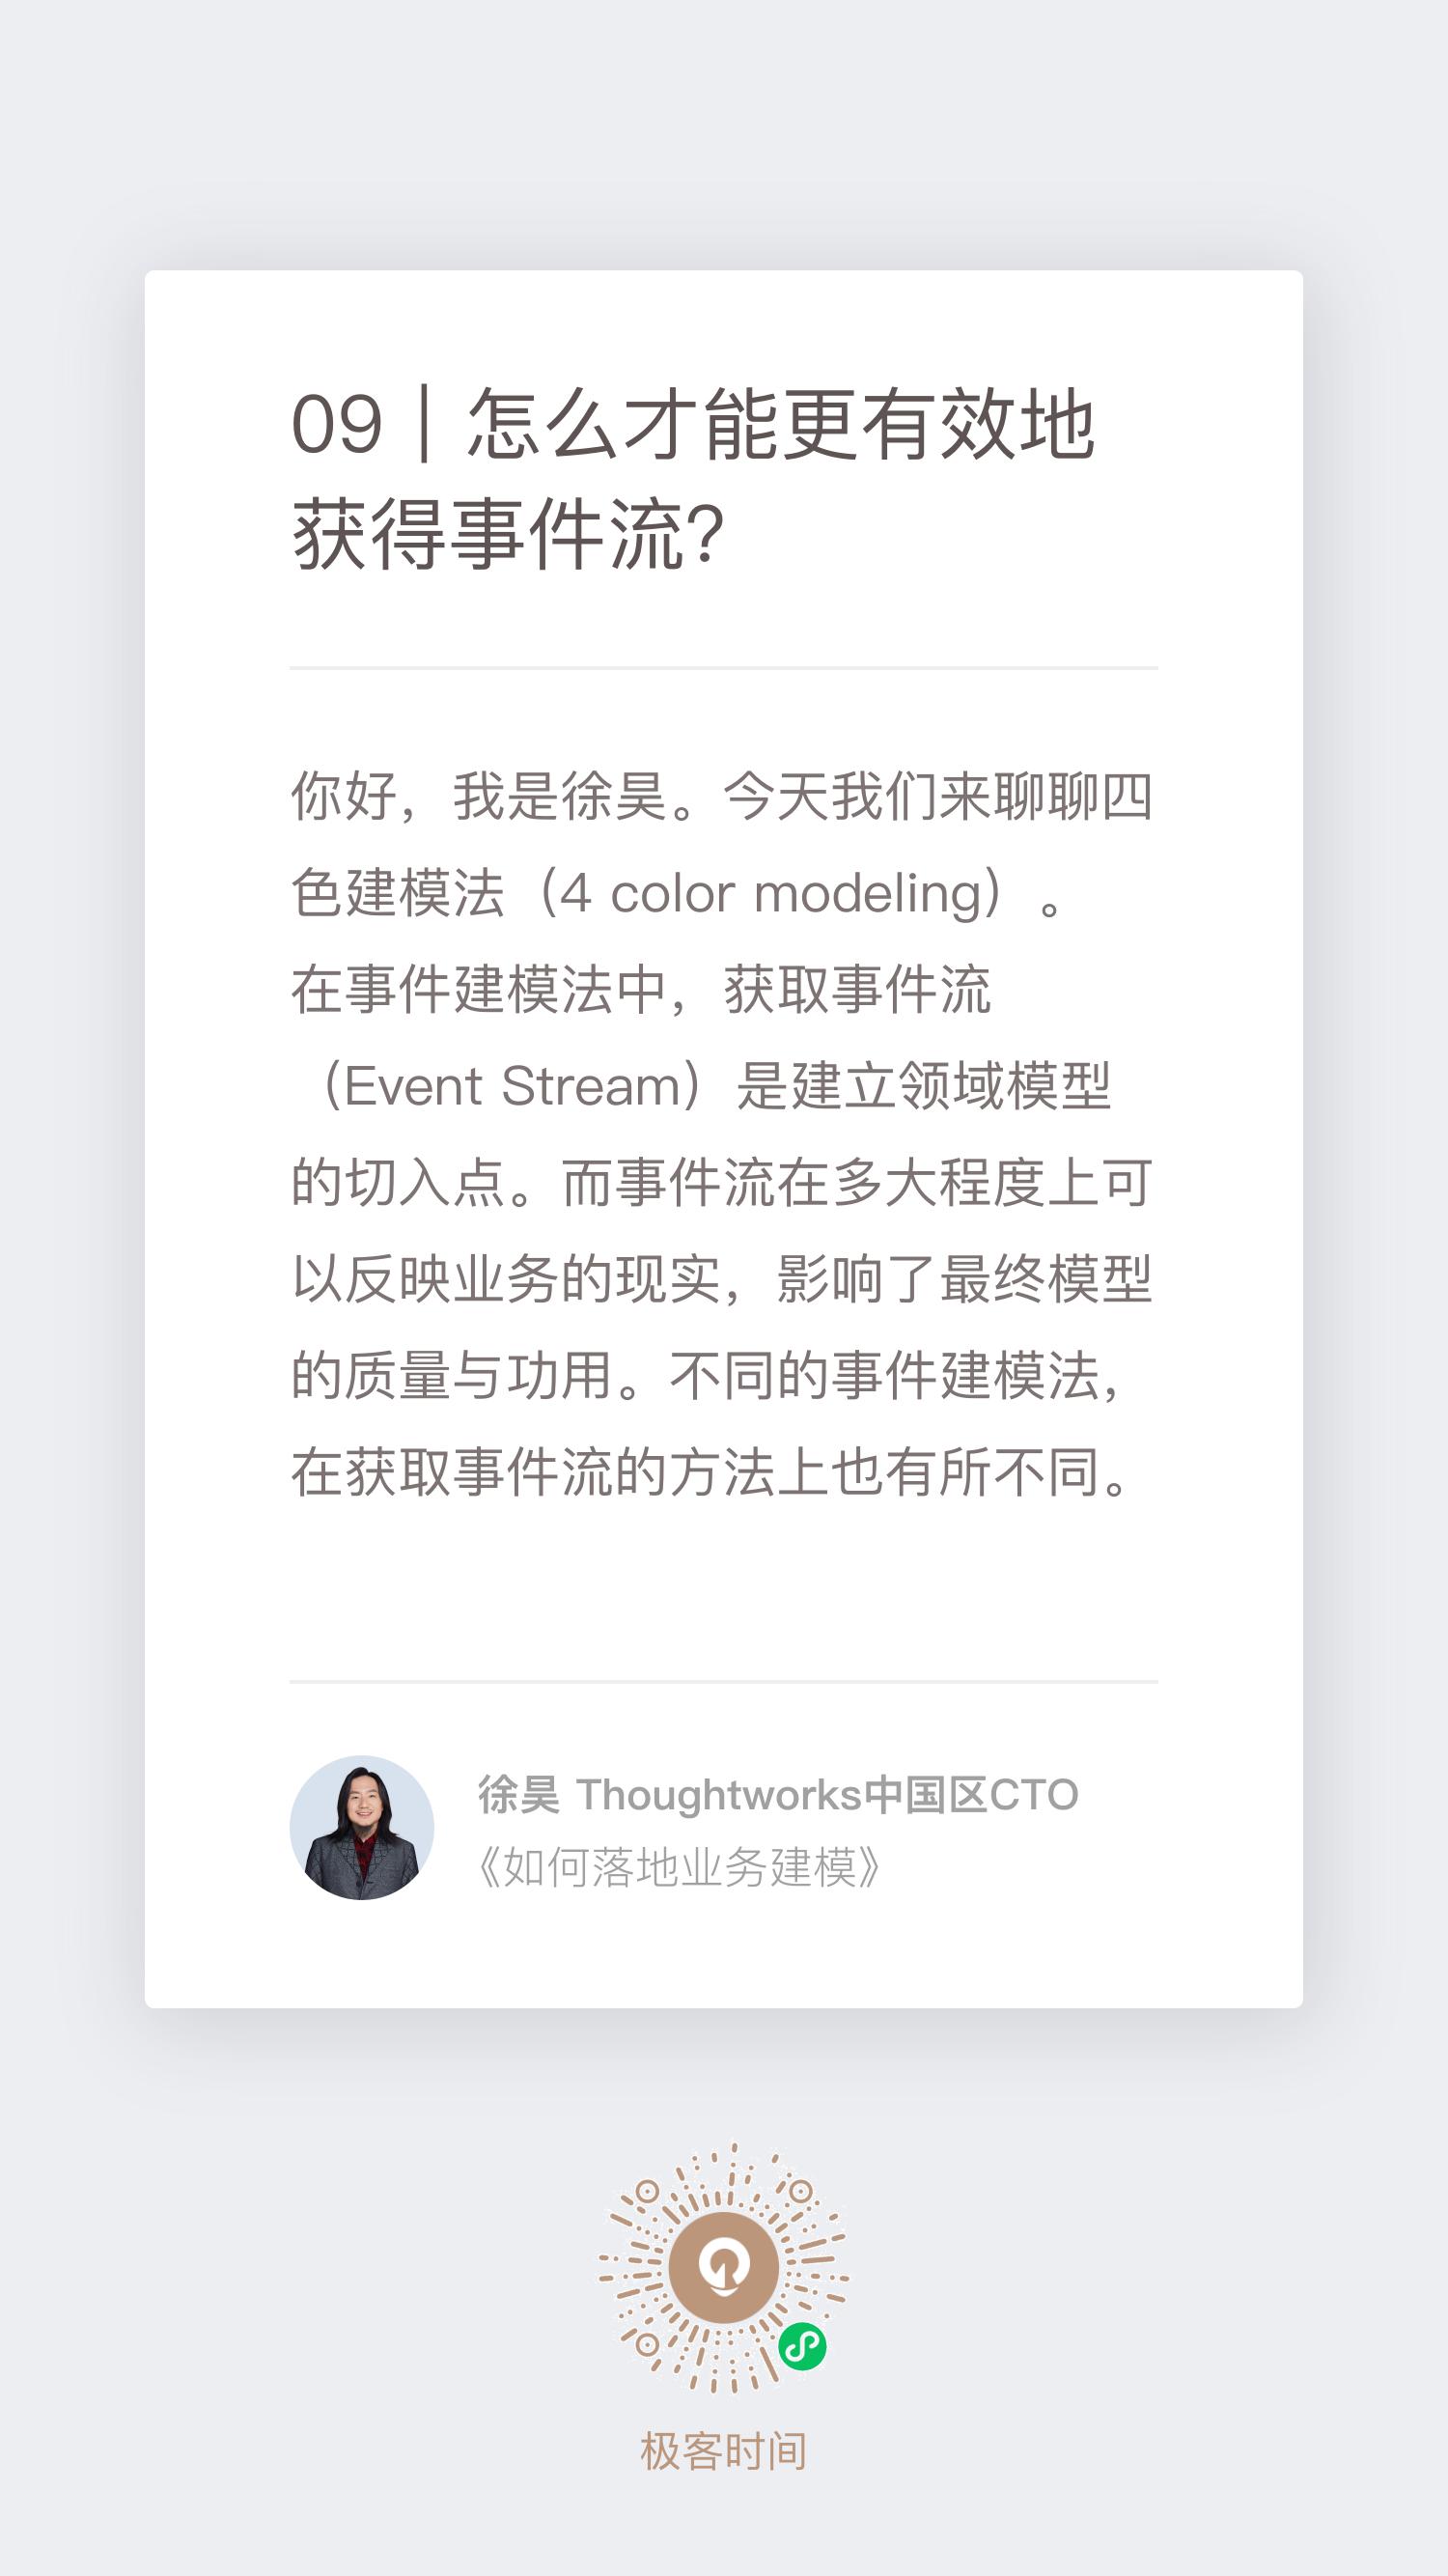 09｜怎么才能更有效地
获得事件流？
你好，我是徐昊。今天我们来聊聊四
色建模法（4 color modeling）。
在事件建模法中，获取事件流
（Event Stream）是建立领域模型
的切入点。而事件流在多大程度上可
以反映业务的现实，影响了最终模型
的质量与功用。不同的事件建模法，
在获取事件流的方法上也有所不同。
徐昊 Thoughtworks中国区CTO
《如何落地业务建模》
极客时间